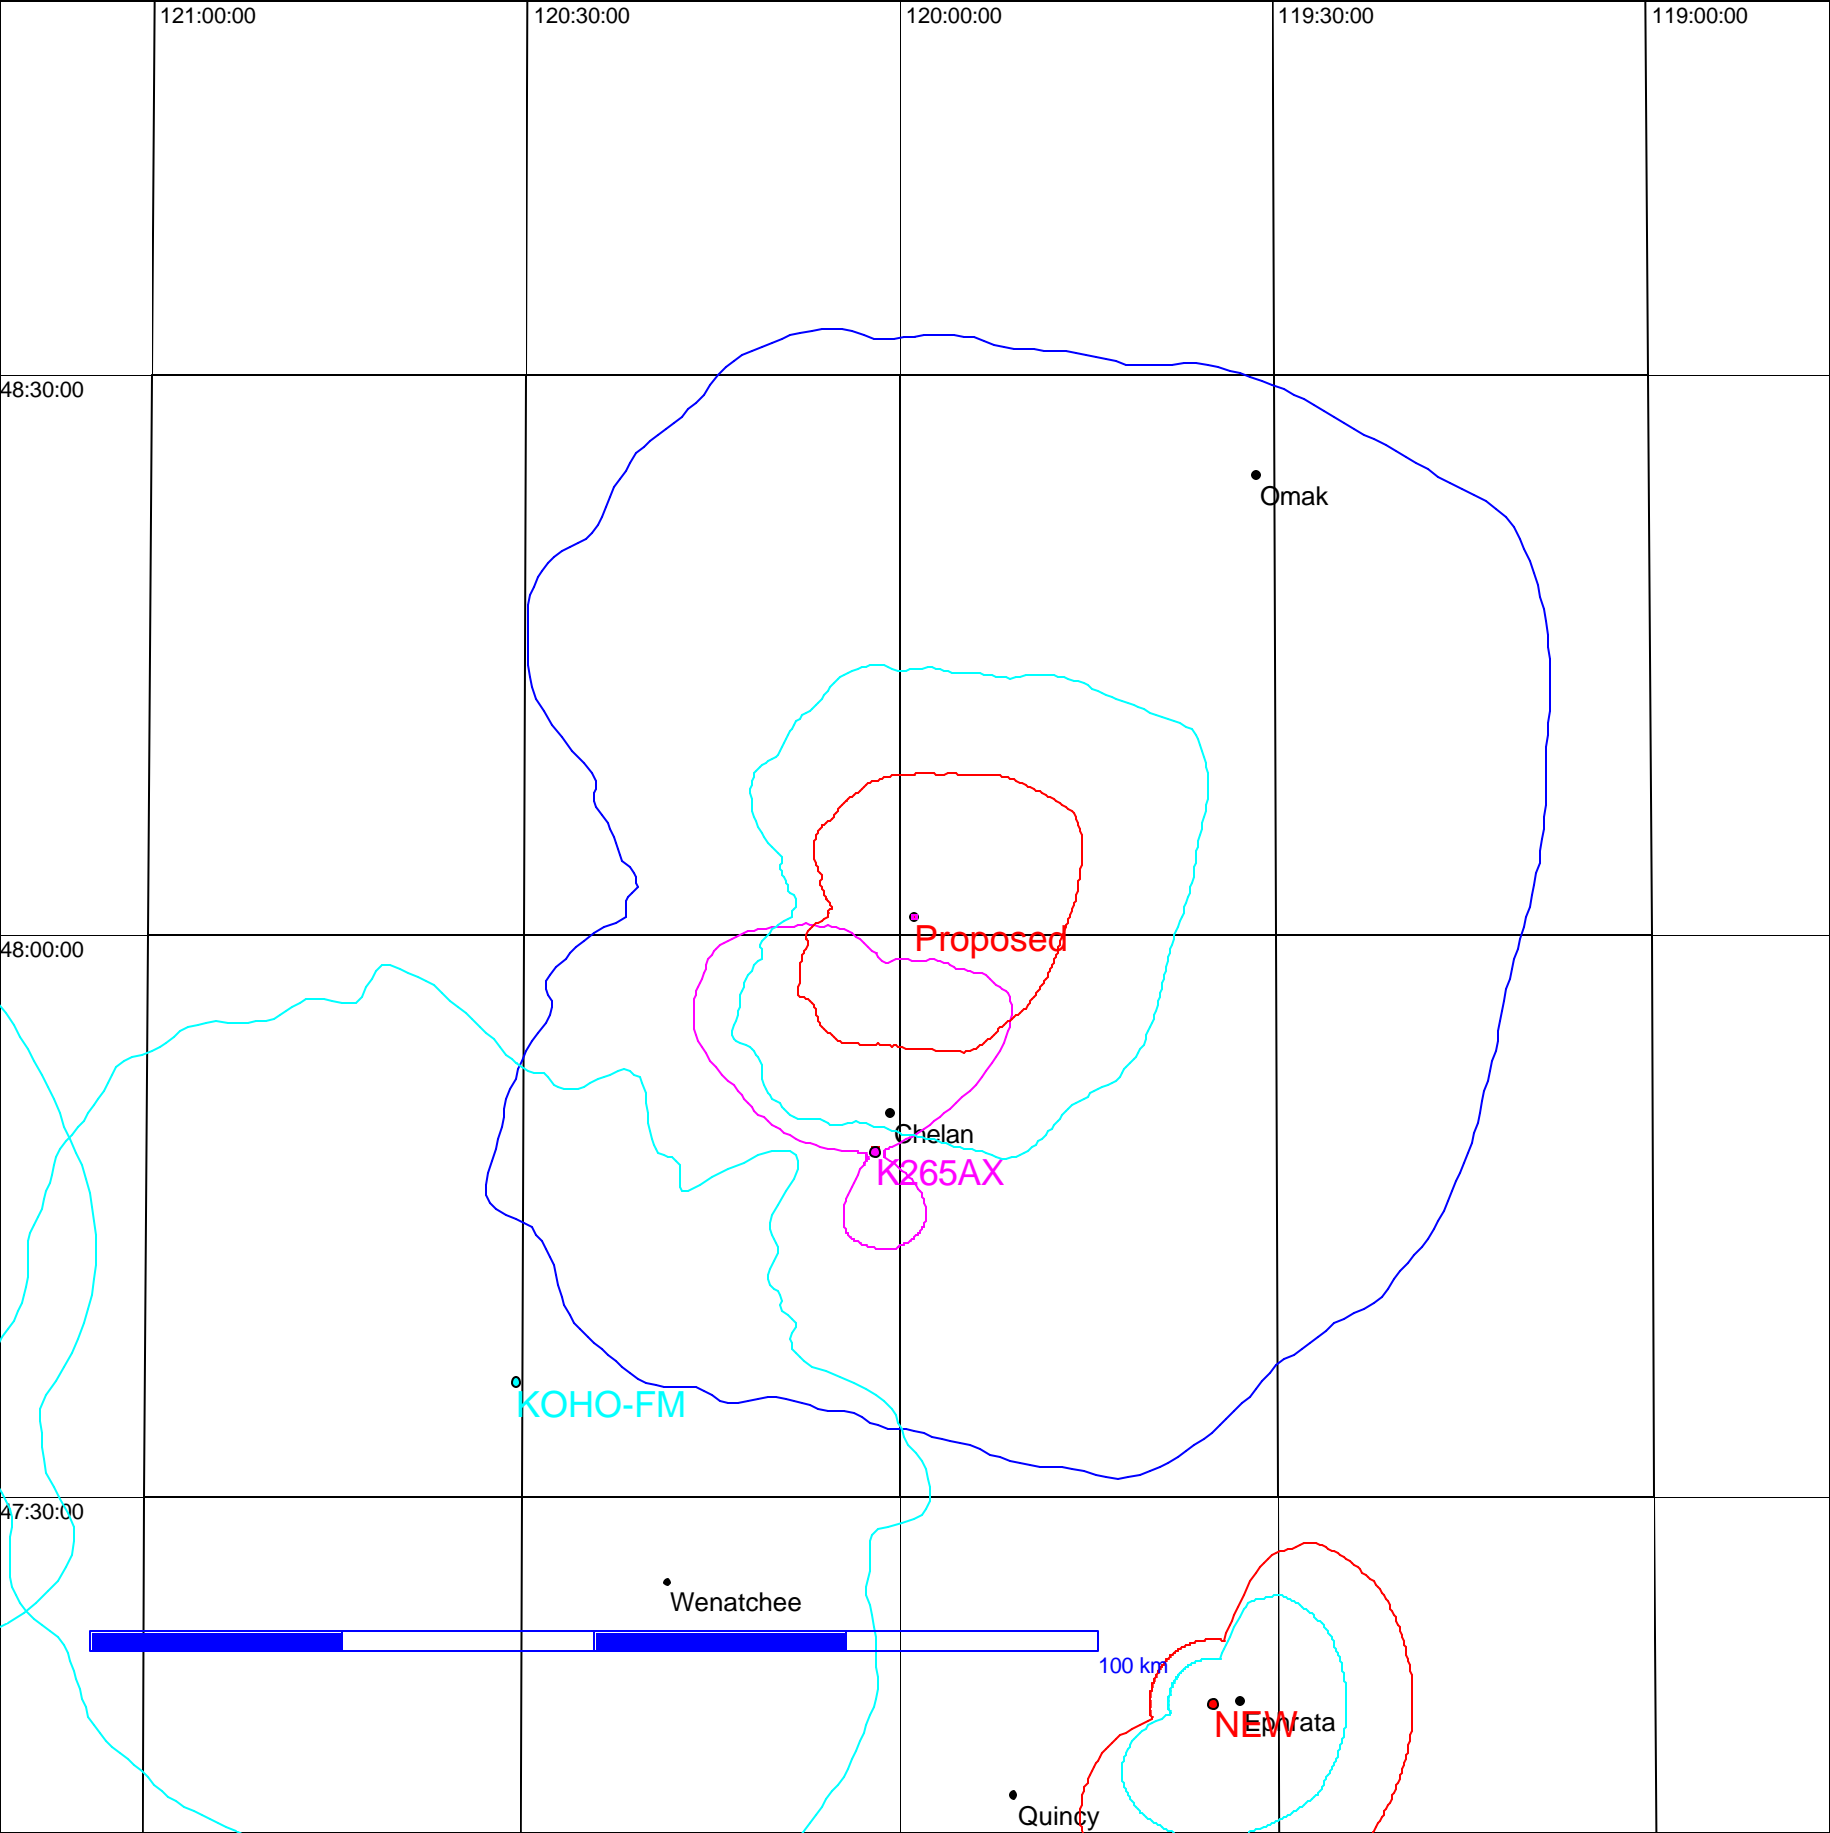 121:00:00
120:30:00
120:00:00
119:30:00
119:00:00
48:30:00
Omak
Proposed
48:00:00
Chelan
K265AX
KOHO-FM
47:30:00
Wenatchee
100 km
NEW
Ephrata
Quincy